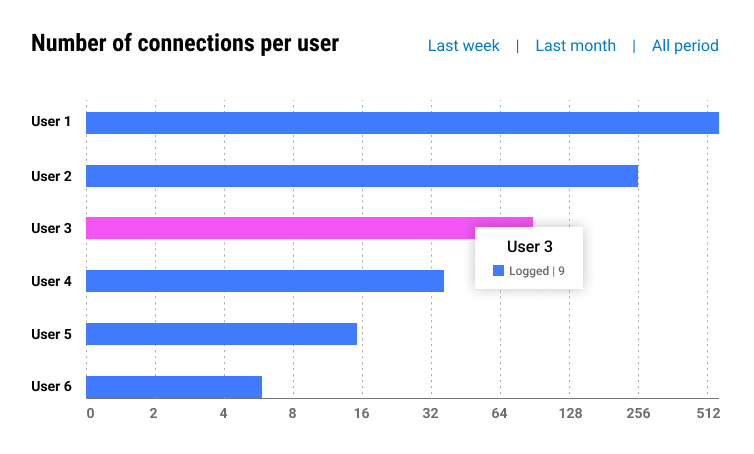 Number of connections per user
Last week | Last month | All period
User 1
User 2
User 3
User 3
Logged | 9
User 4
User 5
User 6
0 2 4 8 16 32 64 128 256 512